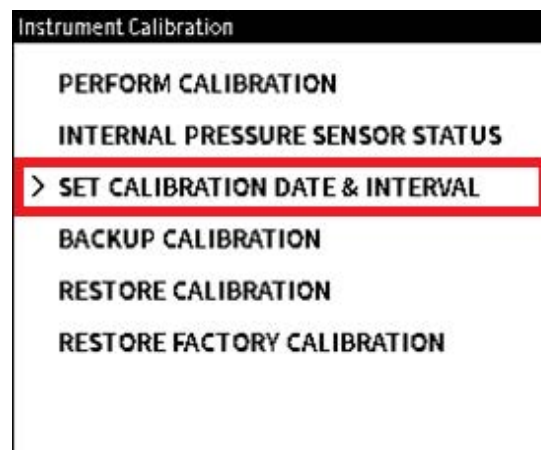 Instrument Calibration
PERFORM CALIBRATION
INTERNAL PRESSURE SENSOR STATUS
> SET CALIBRATION DATE & INTERVAL
BACKUP CALIBRATION
RESTORE CALIBRATION
RESTORE FACTORY CALIBRATION